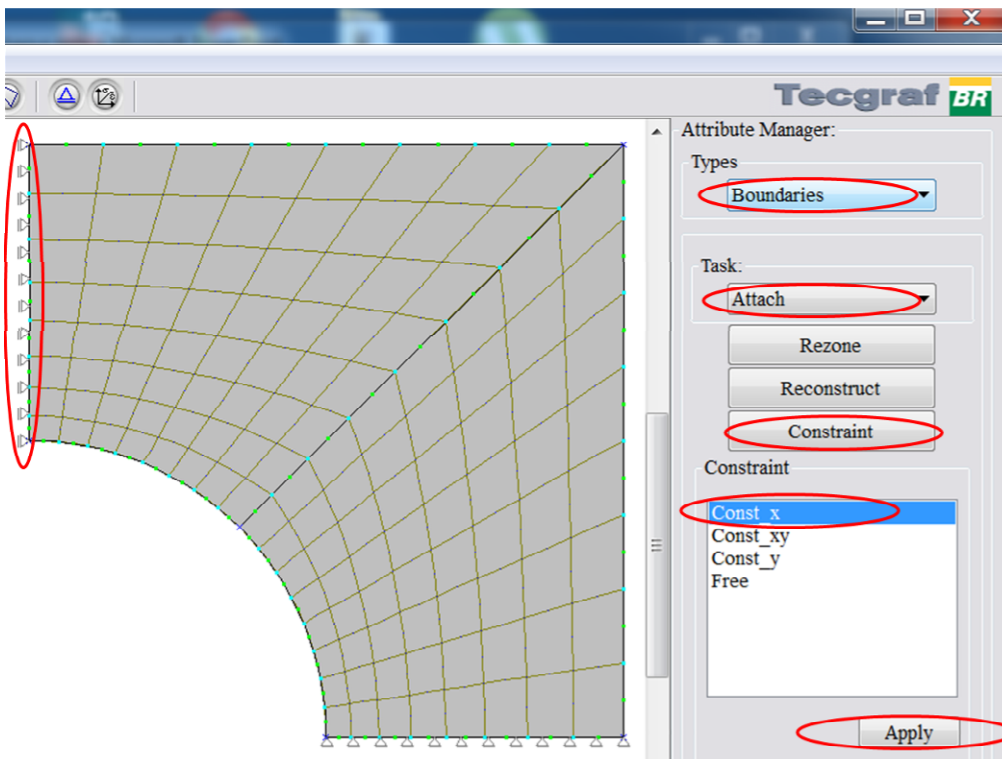 Tecgraf BR
Attribute Manager:
Types
Boundaries
Task:
Attach
Rezone
Reconstruct
Constraint
Constraint
Const_x
Const_xy
Const_y
Free
Apply